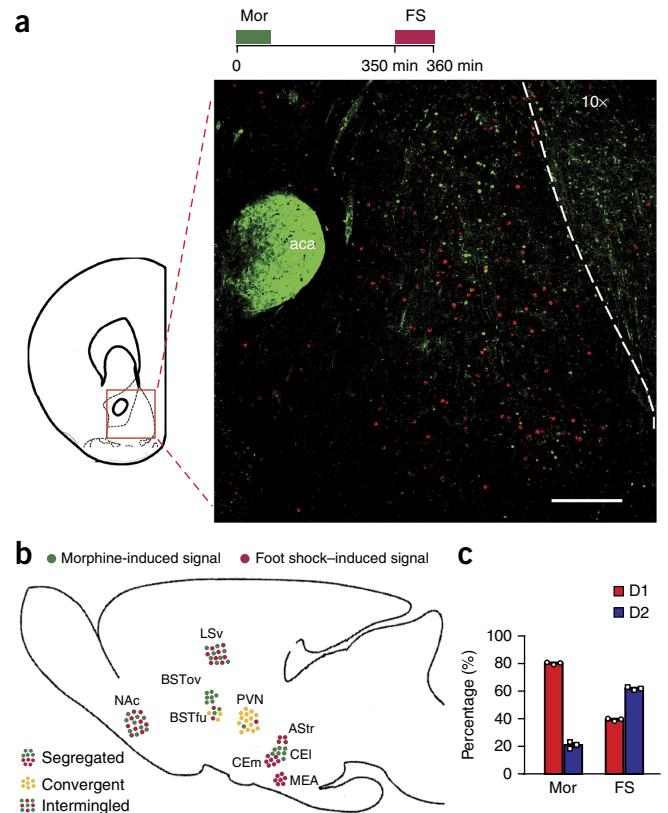 a
Mor FS
0 350 min 360 min
10×
aca
b
Morphine-induced signal Foot shock–induced signal
LSv
BSTov
NAc
BSTfu
PVN
AStr
CEl
CEm
MEA
Segregated
Convergent
Intermingled
c
D1
D2
Percentage (%)
100
80
60
40
20
0
Mor FS